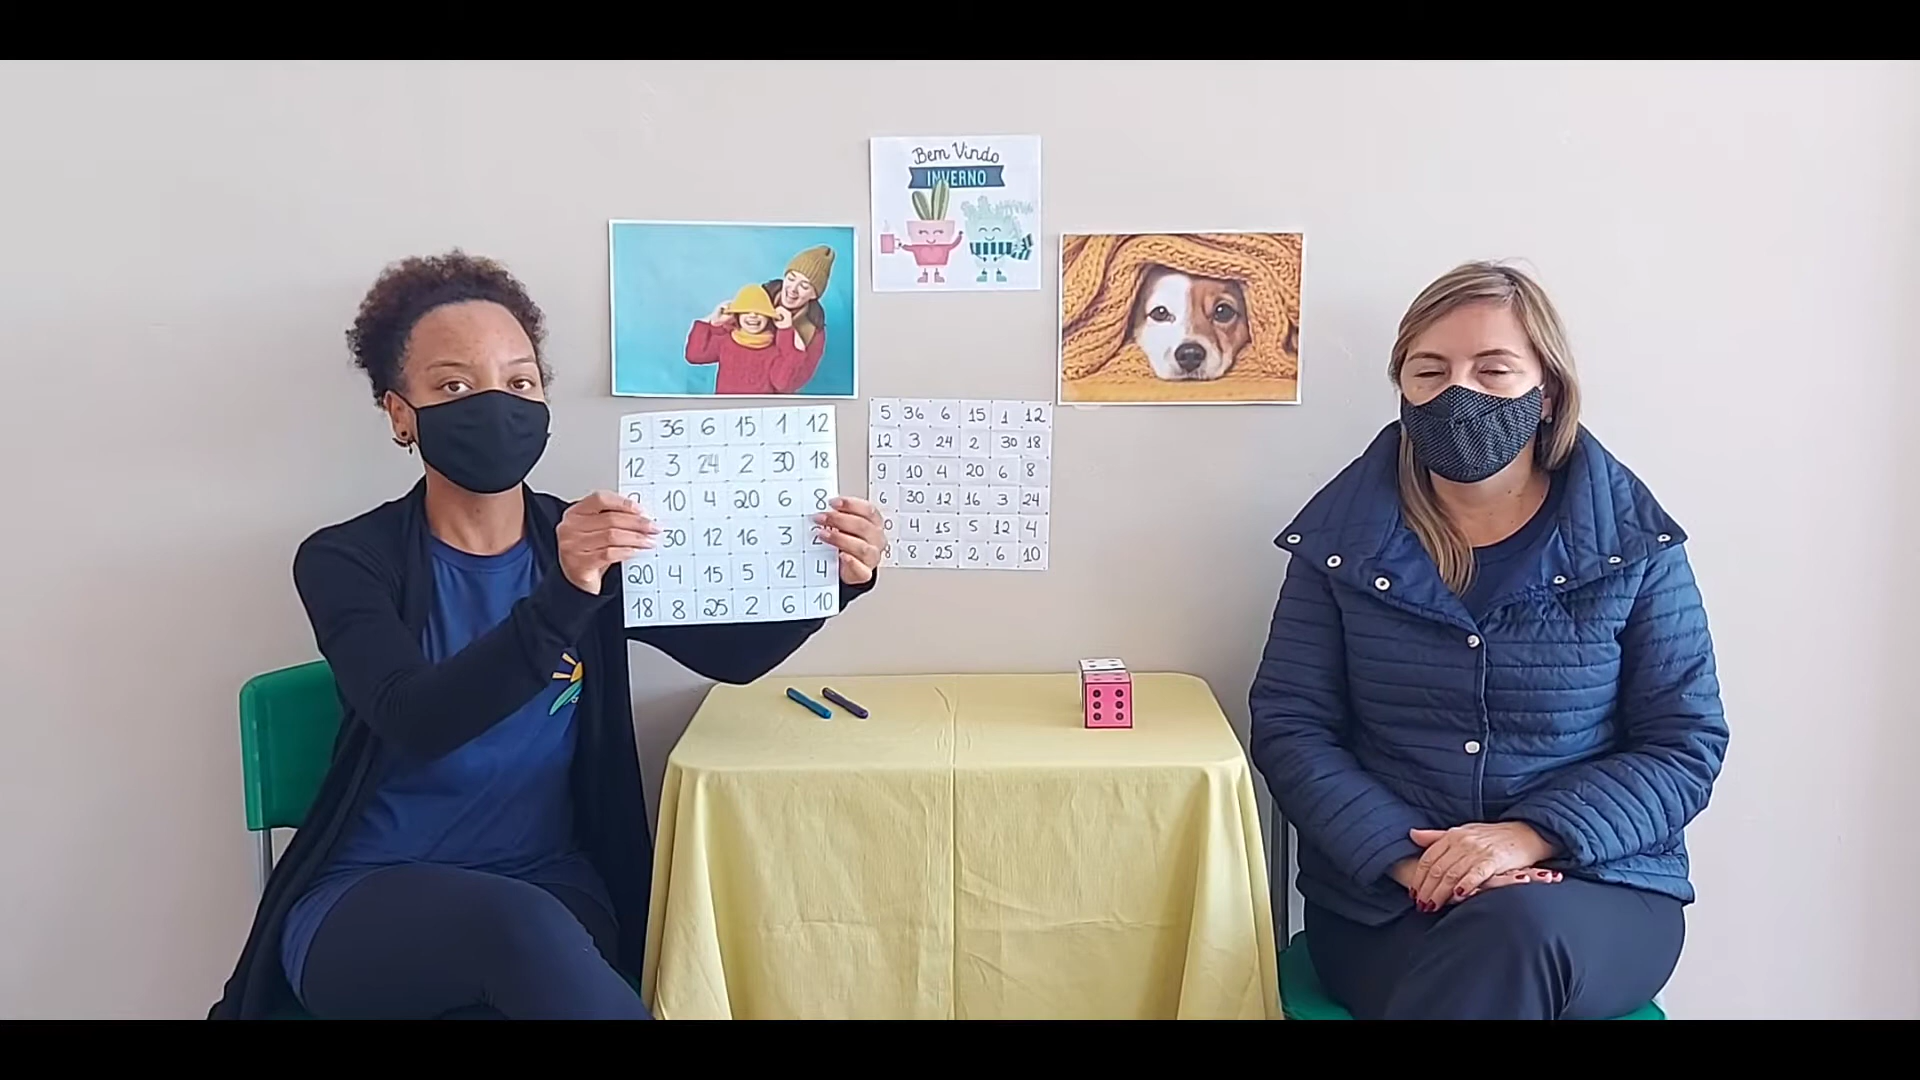 Bem Vindo
INVERNO
5 36 6 15 1 12
12 3 24 2 30 18
10 4 20 6 8
30 12 16 3
20 4 15 5 12 4
18 8 25 2 6 10
5 36 6 15 1 12
12 3 24 2 30 18
9 10 4 20 6 8
6 30 12 16 3 24
4 15 5 12 4
8 25 2 6 10